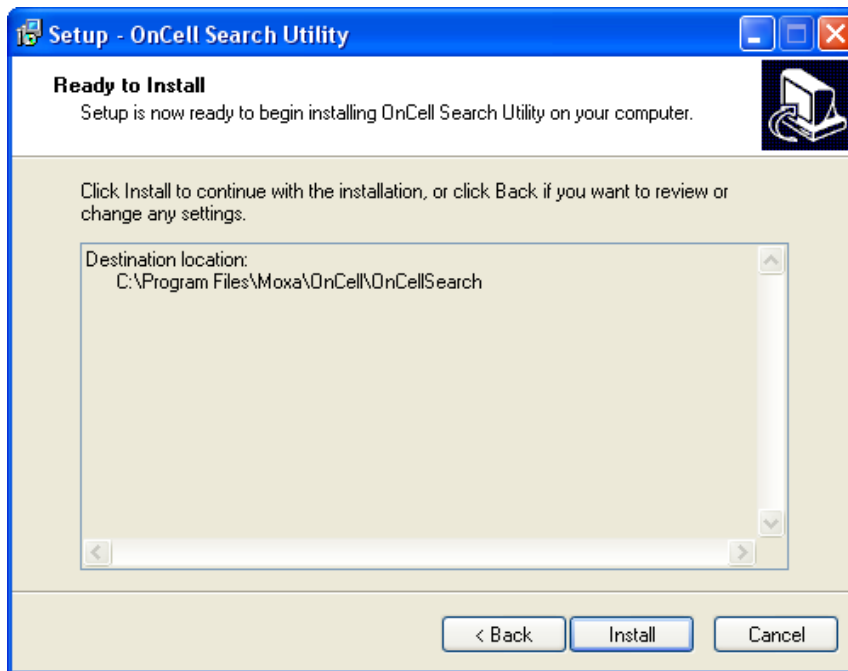 Setup - OnCell Search Utility
Ready to Install
Setup is now ready to begin installing OnCell Search Utility on your computer.
Click Install to continue with the installation, or click Back if you want to review or
change any settings.
Destination location:
C:\Program Files\Moxa\OnCell\OnCellSearch
< Back
Install
Cancel